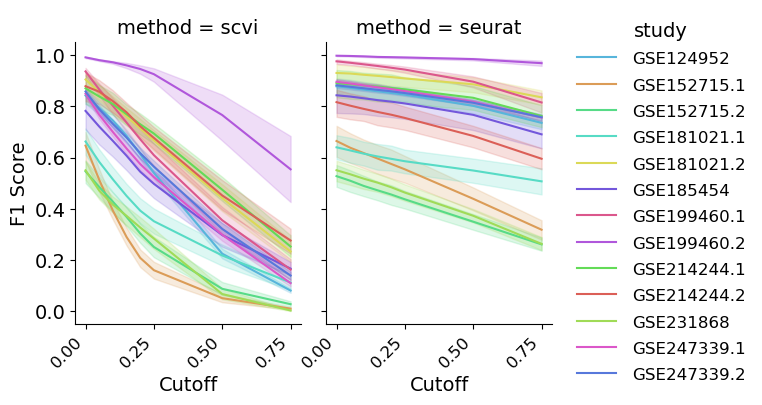 method = scvi
method = seurat
F1 Score
1.0
0.8
0.6
0.4
0.2
0.0
0.00
0.25
0.50
0.75
Cutoff
0.00
0.25
0.50
0.75
Cutoff
study
GSE124952
GSE152715.1
GSE152715.2
GSE181021.1
GSE181021.2
GSE185454
GSE199460.1
GSE199460.2
GSE214244.1
GSE214244.2
GSE231868
GSE247339.1
GSE247339.2